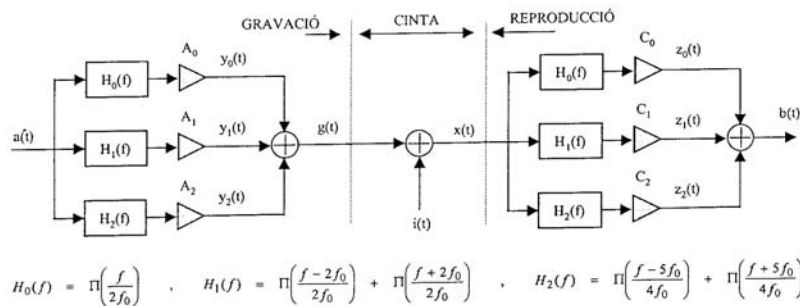 GRAVACIÓ CINTA REPRODUCCIÓ
A₀ y₀(t) C₀ z₀(t)
H₀(f) H₀(f)
A₁ y₁(t) g(t) x(t) C₁ z₁(t) b(t)
a(t) H₁(f) H₁(f)
A₂ y₂(t) C₂ z₂(t)
H₂(f) i(t) H₂(f)
H₀(f) = Π(f/2f₀) , H₁(f) = Π((f−2f₀)/2f₀) + Π((f+2f₀)/2f₀) , H₂(f) = Π((f−5f₀)/4f₀) + Π((f+5f₀)/4f₀)